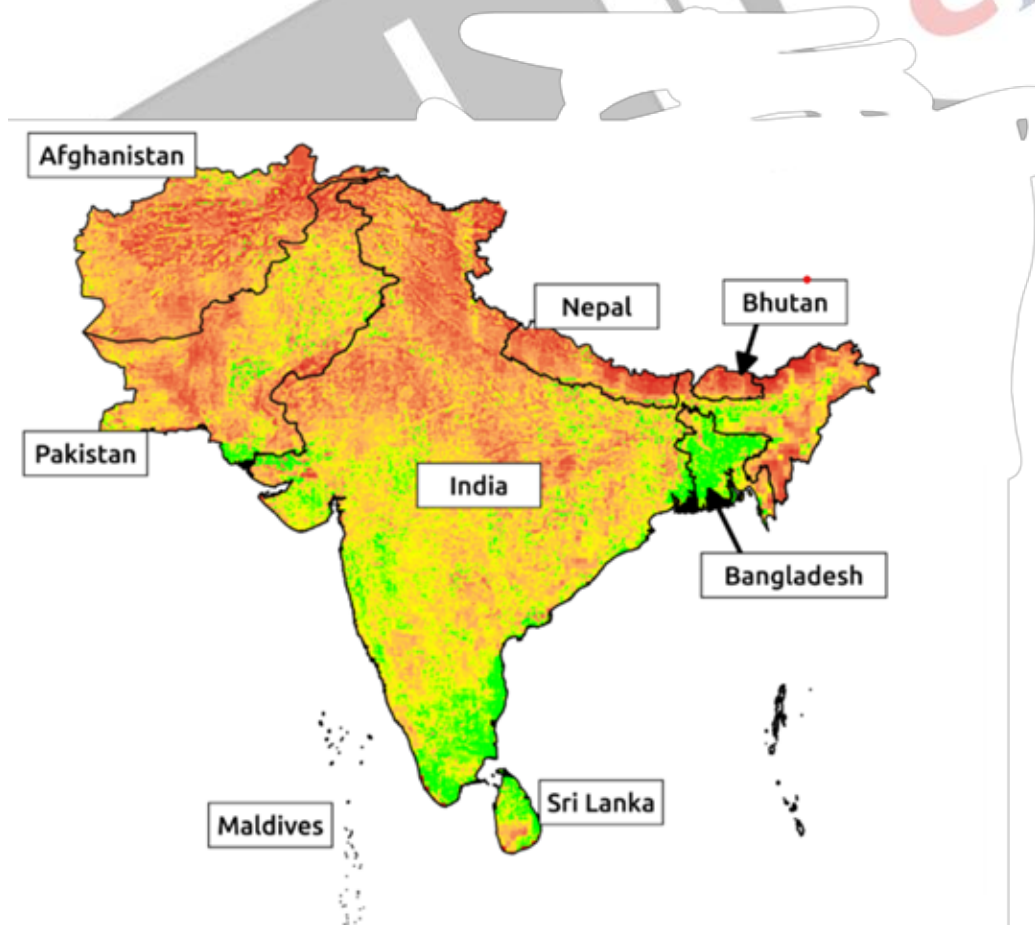 Afghanistan
Nepal
Bhutan
Pakistan
India
Bangladesh
Sri Lanka
Maldives